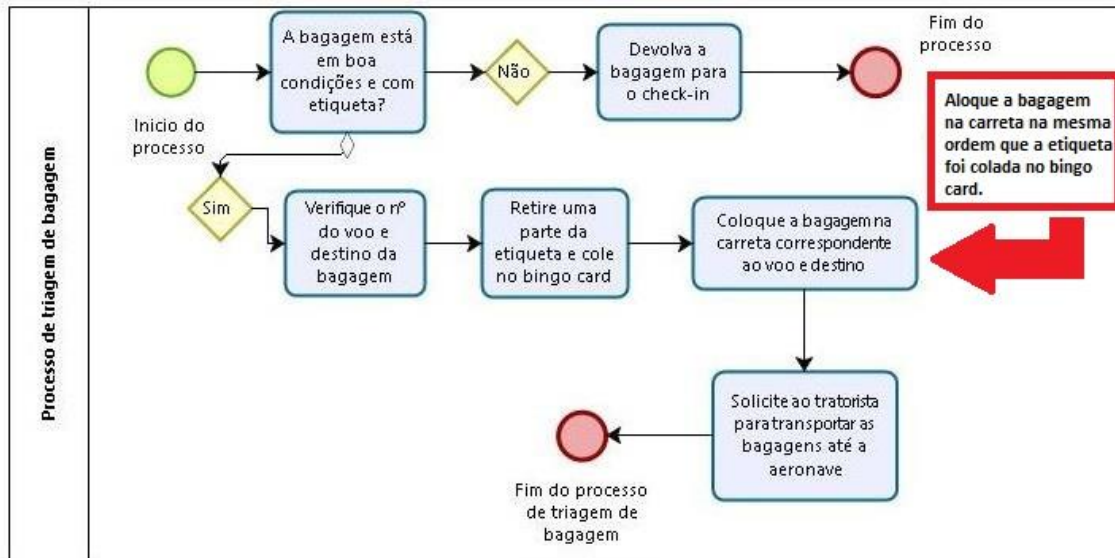 Processo de triagem de bagagem
Inicio do
processo
A bagagem está
em boa
condições e com
etiqueta?
Não
Devolva a
bagagem para
o check-in
Fim do
processo
Aloque a bagagem
na carreta na mesma
ordem que a etiqueta
foi colada no bingo
card.
Sim
Verifique o nº
do voo e
destino da
bagagem
Retire uma
parte da
etiqueta e cole
no bingo card
Coloque a bagagem na
carreta correspondente
ao voo e destino
Solicite ao tratorista
para transportar as
bagagens até a
aeronave
Fim do processo
de triagem de
bagagem